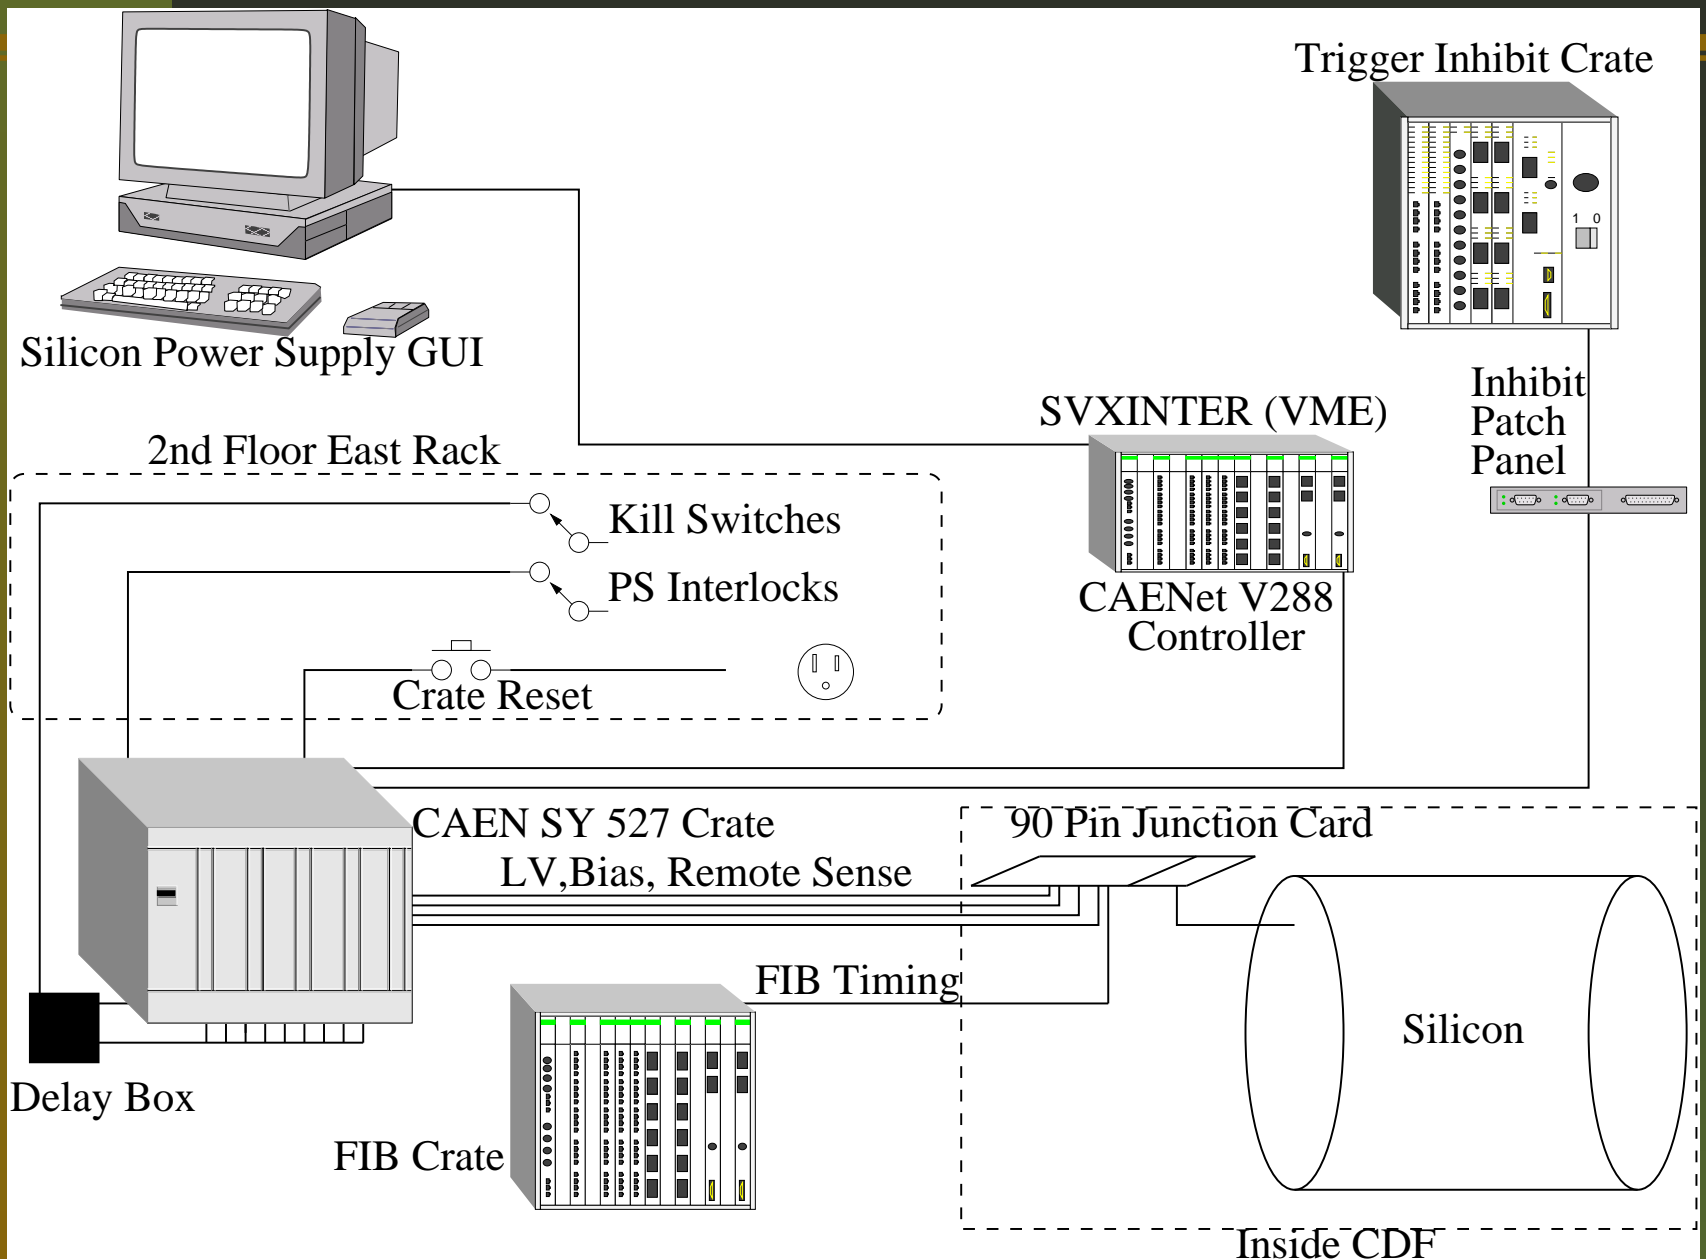 Trigger Inhibit Crate
1 0
Silicon Power Supply GUI
Inhibit
Patch
Panel
SVXINTER (VME)
2nd Floor East Rack
Kill Switches
PS Interlocks
CAENet V288
Controller
Crate Reset
CAEN SY 527 Crate
90 Pin Junction Card
LV,Bias, Remote Sense
FIB Timing
Silicon
Delay Box
FIB Crate
Inside CDF